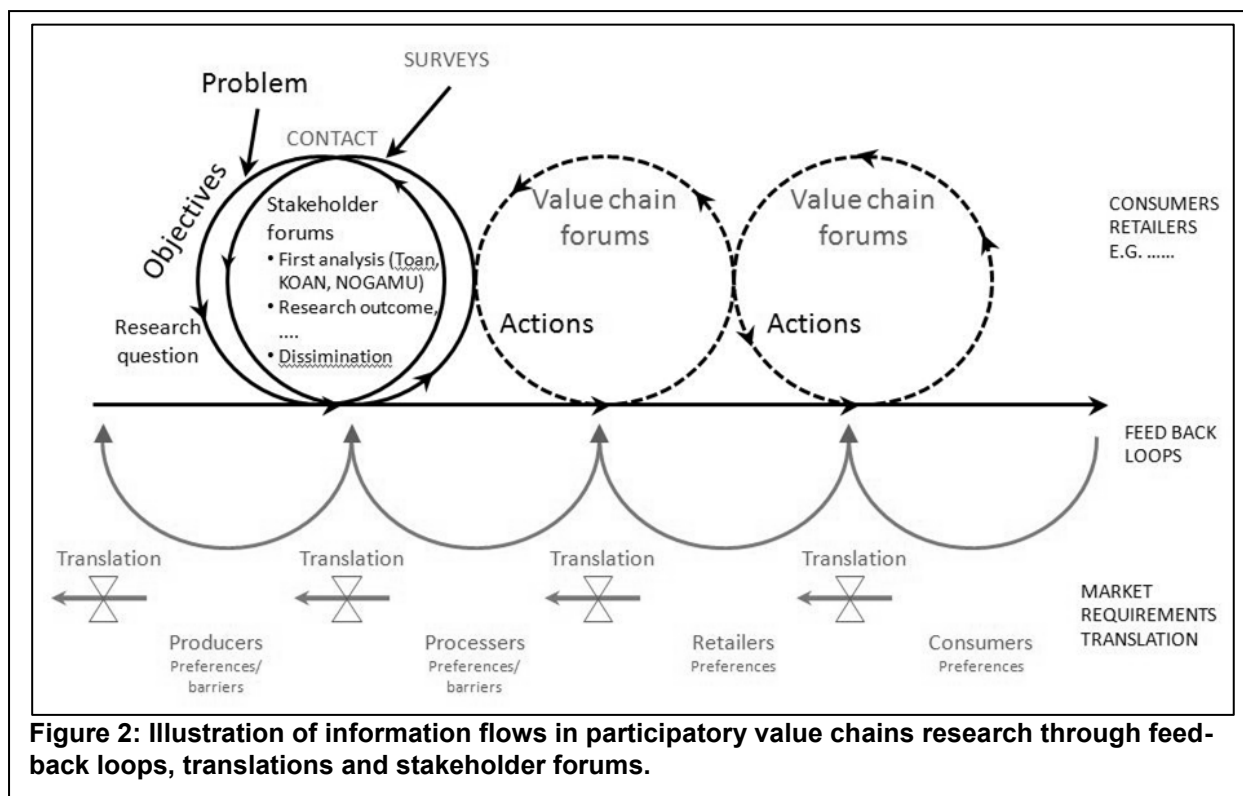 SURVEYS
Problem
CONTACT
Objectives
Research
question
Stakeholder
forums
• First analysis (Toan,
KOAN, NOGAMU)
• Research outcome,
....
• Dissimination
Value chain
forums
Actions
Value chain
forums
Actions
CONSUMERS
RETAILERS
E.G. ......
FEED BACK
LOOPS
Translation
Translation
Translation
Translation
Producers
Preferences/
barriers
Processers
Preferences/
barriers
Retailers
Preferences
Consumers
Preferences
MARKET
REQUIREMENTS
TRANSLATION
Figure 2: Illustration of information flows in participatory value chains research through feed-
back loops, translations and stakeholder forums.